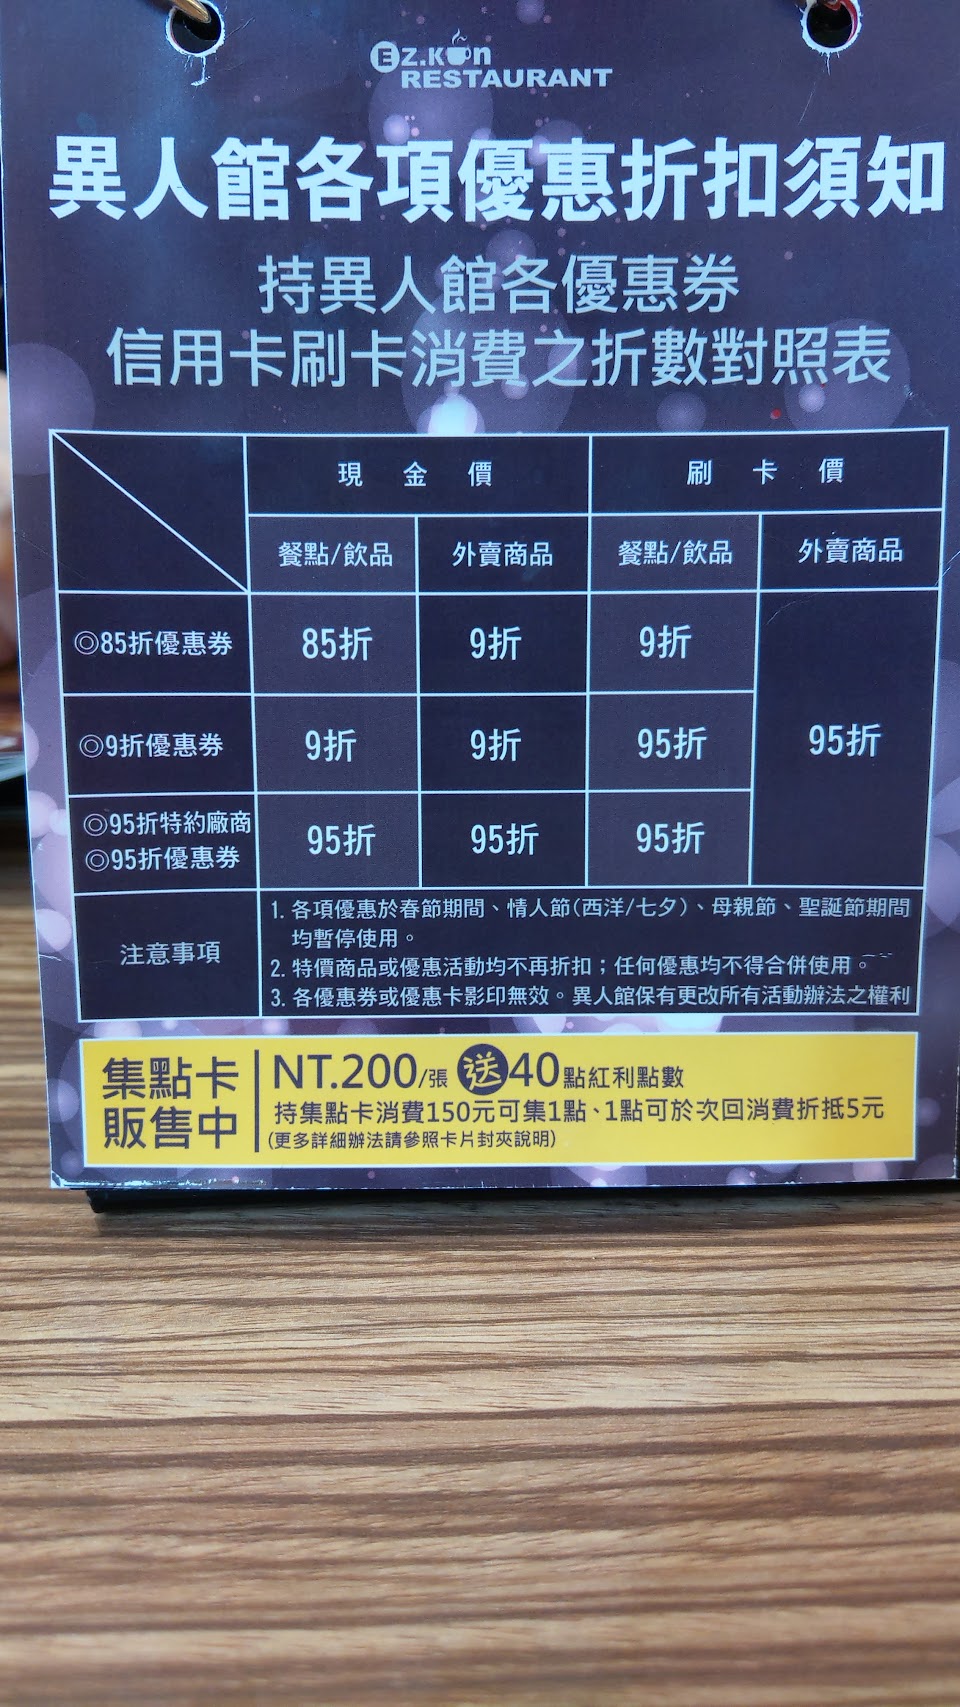 EZ.KUn
RESTAURANT
異人館各項優惠折扣須知
持異人館各優惠券
信用卡刷卡消費之折數對照表
現金價 刷卡價
餐點/飲品 外賣商品 餐點/飲品 外賣商品
◎85折優惠券 85折 9折 9折
◎9折優惠券 9折 9折 95折 95折
◎95折特約廠商
◎95折優惠券 95折 95折 95折
注意事項
1. 各項優惠於春節期間、情人節(西洋/七夕)、母親節、聖誕節期間
均暫停使用。
2. 特價商品或優惠活動均不再折扣；任何優惠均不得合併使用。
3. 各優惠券或優惠卡影印無效。異人館保有更改所有活動辦法之權利
集點卡
販售中
NT.200/張 送40點紅利點數
持集點卡消費150元可集1點、1點可於次回消費折抵5元
(更多詳細辦法請參照卡片封夾說明)